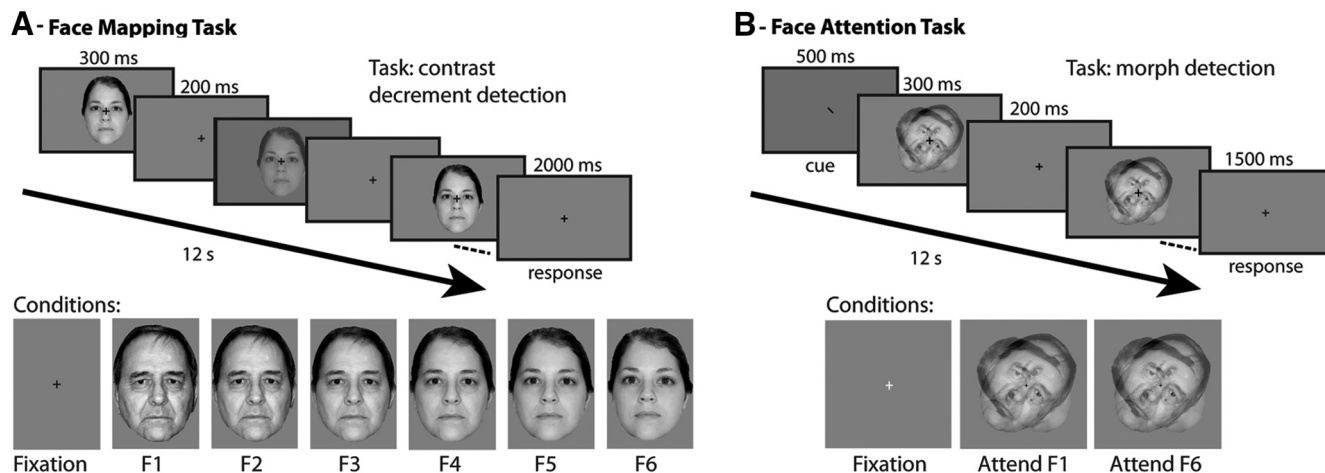 A - Face Mapping Task
300 ms
200 ms
Task: contrast
decrement detection
2000 ms
12 s
response
Conditions:
Fixation F1 F2 F3 F4 F5 F6
B - Face Attention Task
500 ms
300 ms
200 ms
Task: morph detection
1500 ms
cue
12 s
response
Conditions:
Fixation Attend F1 Attend F6